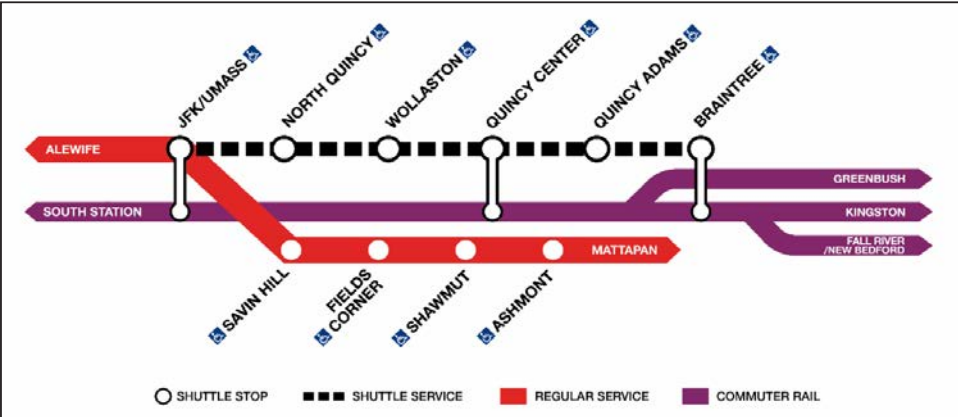 JFK/UMASS
NORTH QUINCY
WOLLASTON
QUINCY CENTER
QUINCY ADAMS
BRAINTREE
ALEWIFE
GREENBUSH
SOUTH STATION
KINGSTON
FALL RIVER
/NEW BEDFORD
MATTAPAN
SAVIN HILL
FIELDS
CORNER
SHAWMUT
ASHMONT
SHUTTLE STOP
SHUTTLE SERVICE
REGULAR SERVICE
COMMUTER RAIL